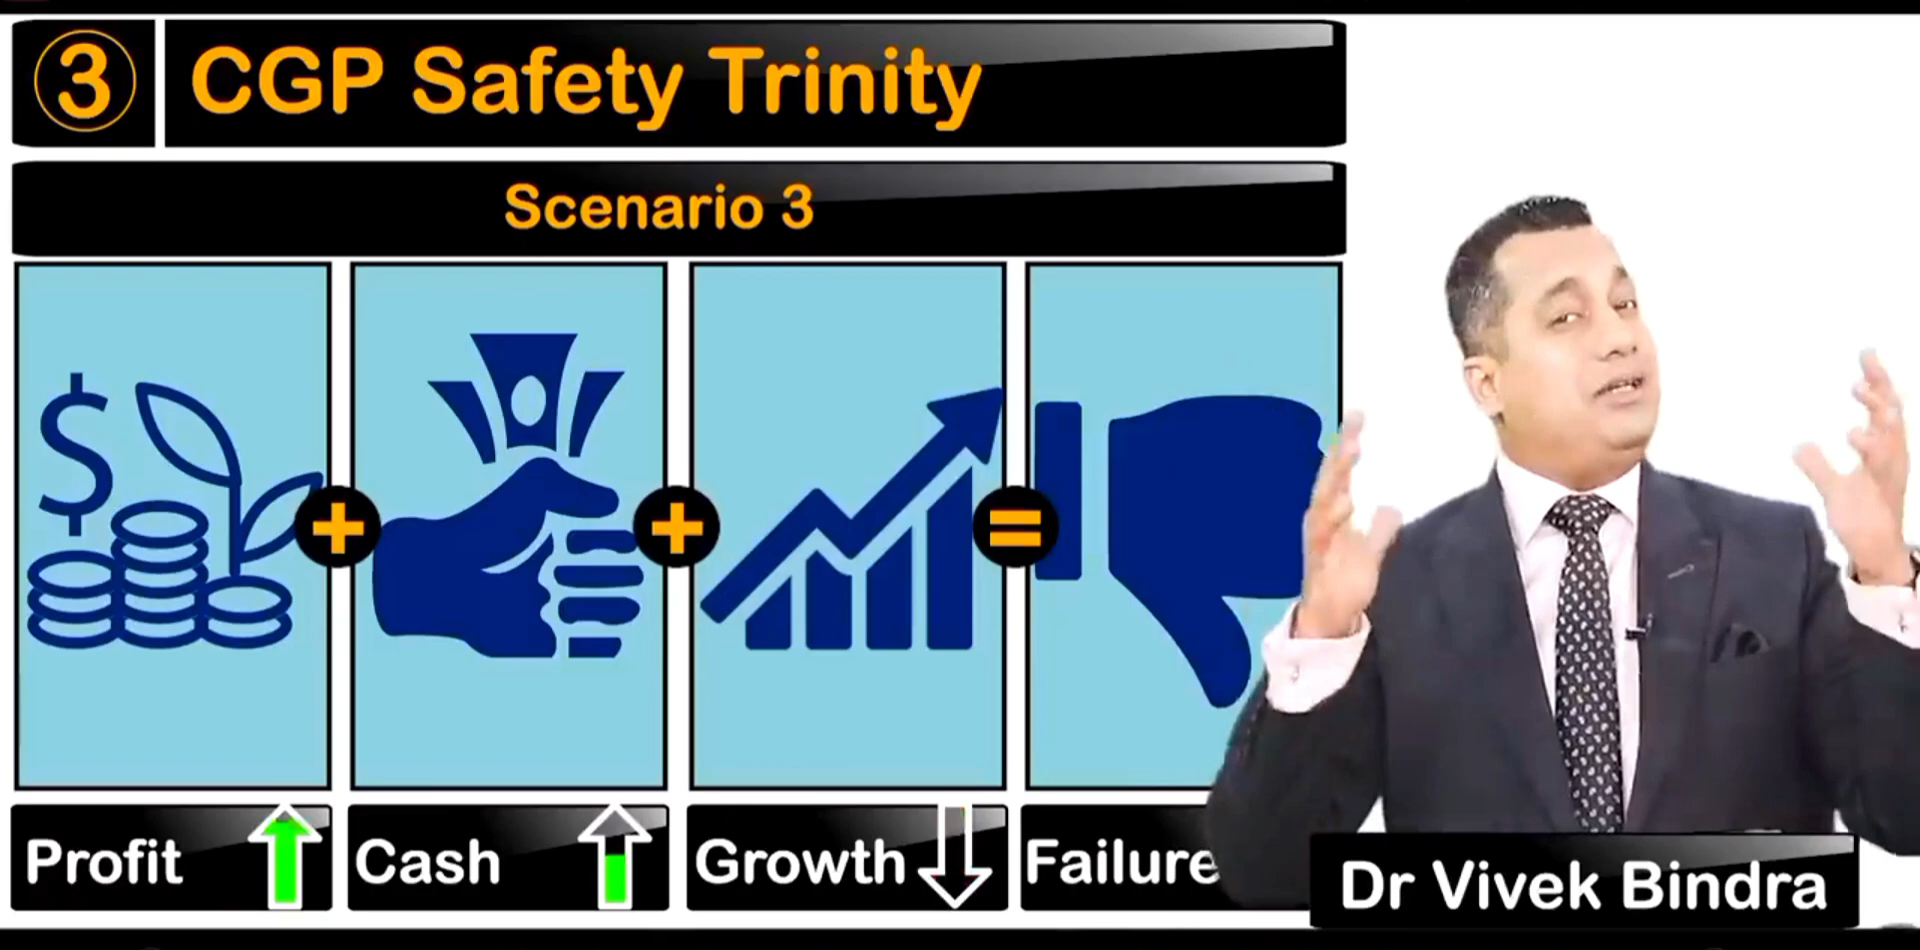 3 CGP Safety Trinity
Scenario 3
$
+ + =
Profit Cash Growth Failure
Dr Vivek Bindra